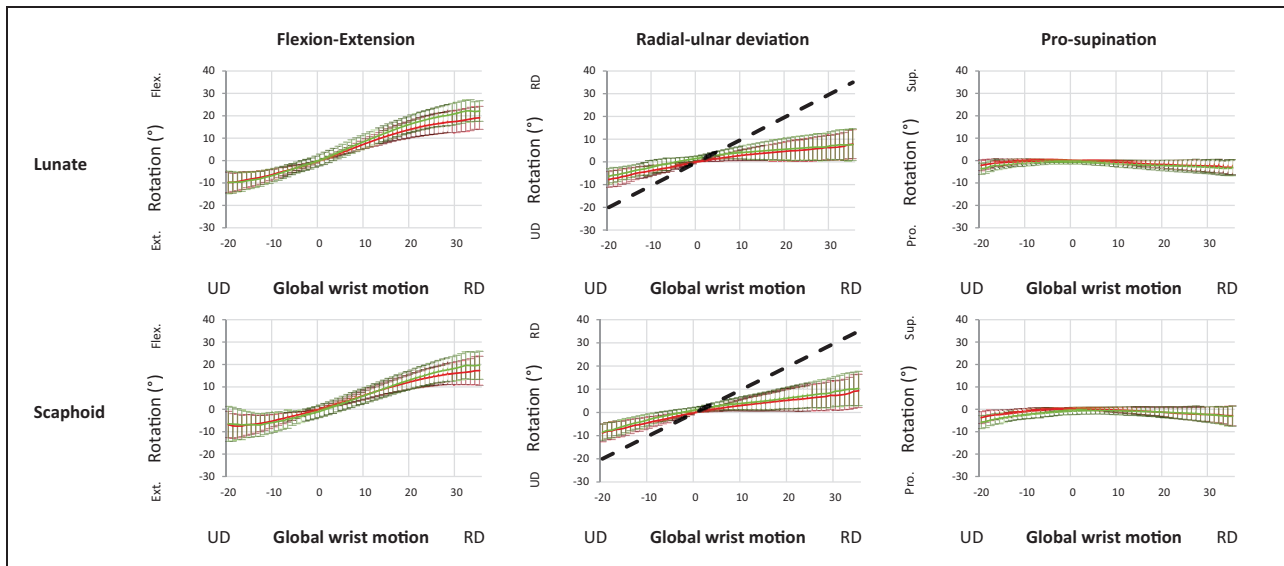 Flexion-Extension Radial-ulnar deviation Pro-supination
Lunate
Flex.
Rotation (°)
Ext.
40
30
20
10
0
-10
-20
-30
-20 -10 0 10 20 30
UD Global wrist motion RD
RD
Rotation (°)
UD
40
30
20
10
0
-10
-20
-30
-20 -10 0 10 20 30
UD Global wrist motion RD
Sup.
Rotation (°)
Pro.
40
30
20
10
0
-10
-20
-30
-20 -10 0 10 20 30
UD Global wrist motion RD
Scaphoid
Flex.
Rotation (°)
Ext.
40
30
20
10
0
-10
-20
-30
-20 -10 0 10 20 30
UD Global wrist motion RD
RD
Rotation (°)
UD
40
30
20
10
0
-10
-20
-30
-20 -10 0 10 20 30
UD Global wrist motion RD
Sup.
Rotation (°)
Pro.
40
30
20
10
0
-10
-20
-30
-20 -10 0 10 20 30
UD Global wrist motion RD